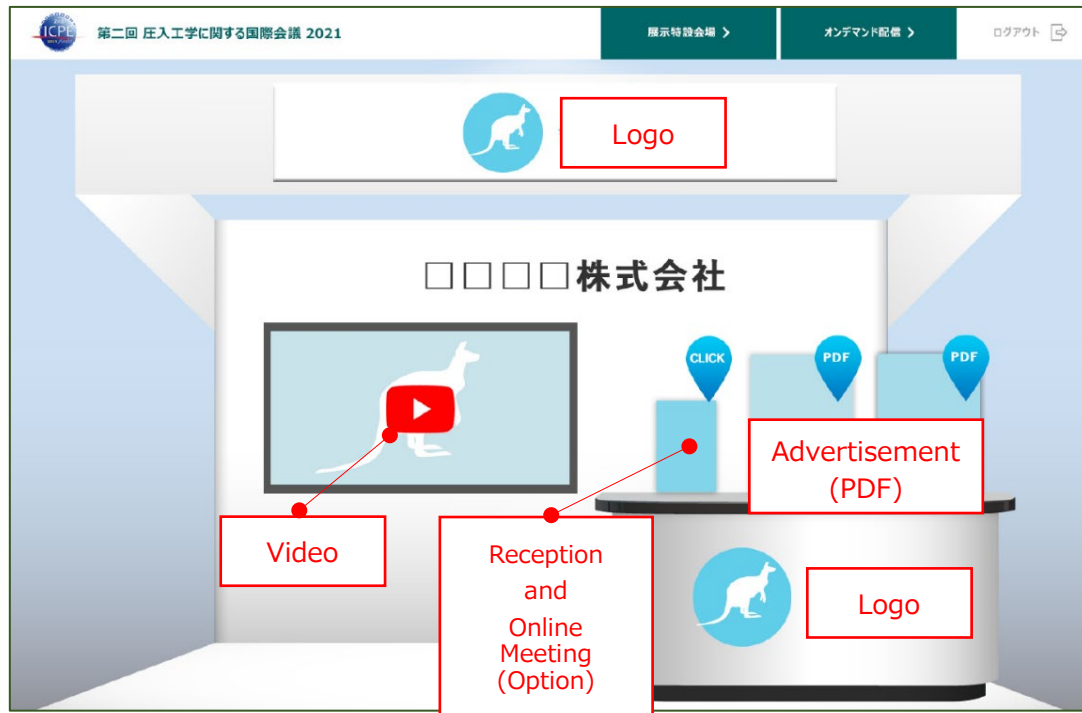 ICPE
第二回 圧入工学に関する国際会議 2021
展示特設会場 ❯
オンデマンド配信 ❯
ログアウト
Logo
□□□□株式会社
CLICK
PDF
PDF
Advertisement
(PDF)
Video
Reception
and
Online
Meeting
(Option)
Logo